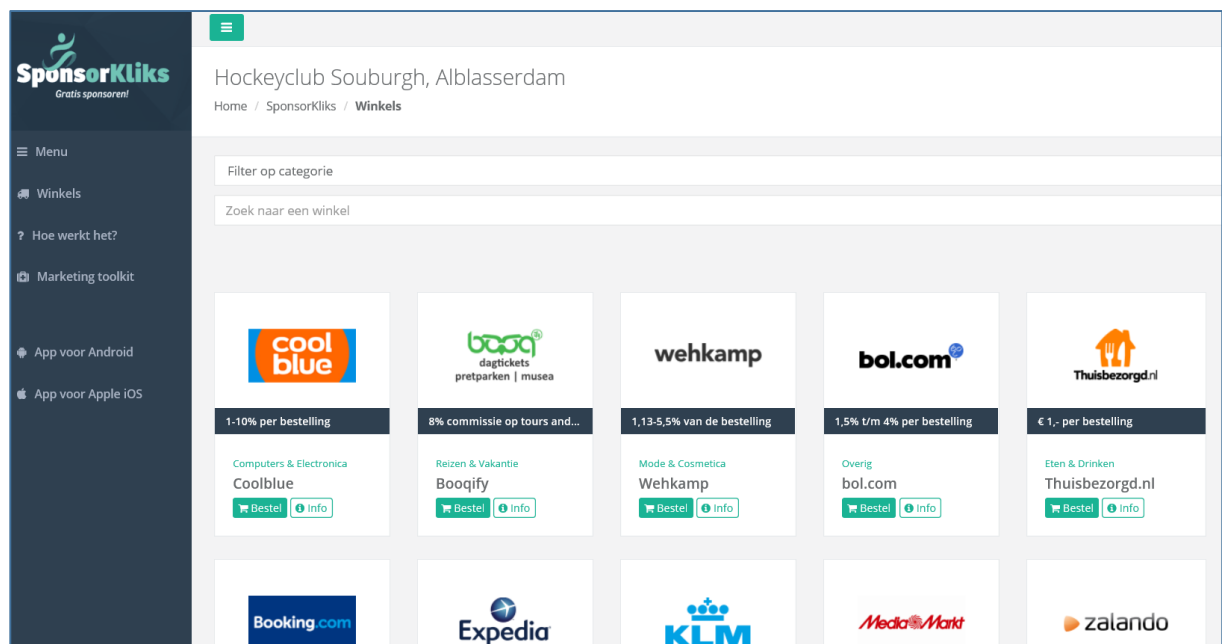 SponsorKliks
Gratis sponsoren!
Menu
Winkels
? Hoe werkt het?
Marketing toolkit
App voor Android
App voor Apple iOS
Hockeyclub Souburgh, Alblasserdam
Home / SponsorKliks / Winkels
Filter op categorie
Zoek naar een winkel
cool
blue
1-10% per bestelling
Computers & Electronica
Coolblue
Bestel Info
booq
dagtickets
pretparken | musea
8% commissie op tours and...
Reizen & Vakantie
Booqify
Bestel Info
wehkamp
1,13-5,5% van de bestelling
Mode & Cosmetica
Wehkamp
Bestel Info
bol.com
1,5% t/m 4% per bestelling
Overig
bol.com
Bestel Info
Thuisbezorgd.nl
€ 1,- per bestelling
Eten & Drinken
Thuisbezorgd.nl
Bestel Info
Booking.com
Expedia
KLM
Media Markt
zalando